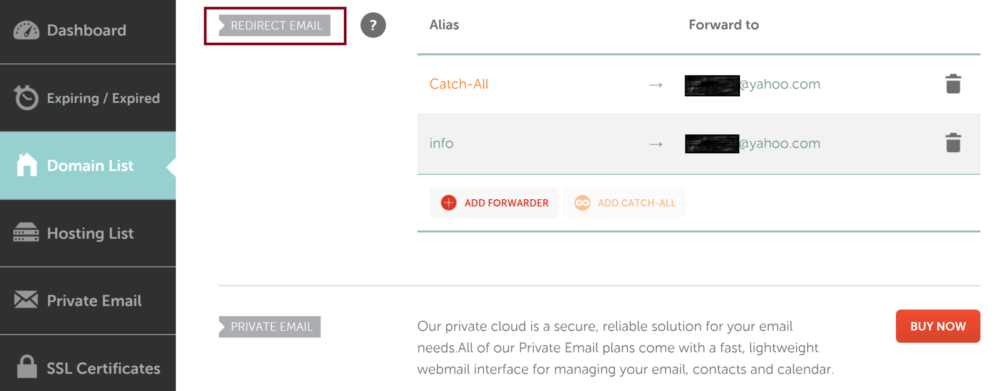 Dashboard
Expiring / Expired
Domain List
Hosting List
Private Email
SSL Certificates
REDIRECT EMAIL
?
Alias
Forward to
Catch-All → @yahoo.com
info → @yahoo.com
ADD FORWARDER
ADD CATCH-ALL
PRIVATE EMAIL
Our private cloud is a secure, reliable solution for your email
needs.All of our Private Email plans come with a fast, lightweight
webmail interface for managing your email, contacts and calendar.
BUY NOW